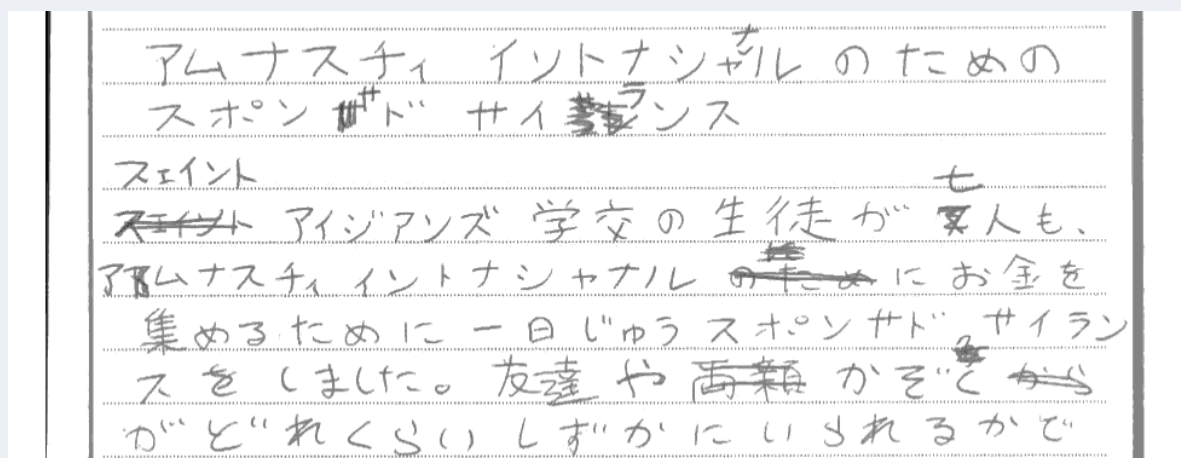 アムナスティ イントナシャナルのための
スポンサド サイランス
スェイント
アイジアンズ 学交の生徒が七人も、
アムナスティ イントナシャナルにお金を
集めるために一日じゅうスポンサド サイラン
スをしました。友達やかぞく
がどれくらいしずかにいられるかで